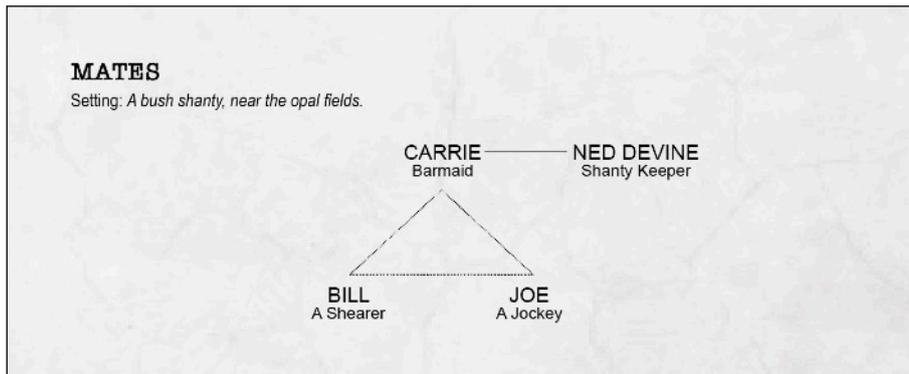 MATES
Setting: A bush shanty, near the opal fields.
CARRIE NED DEVINE
Barmaid Shanty Keeper
BILL JOE
A Shearer A Jockey